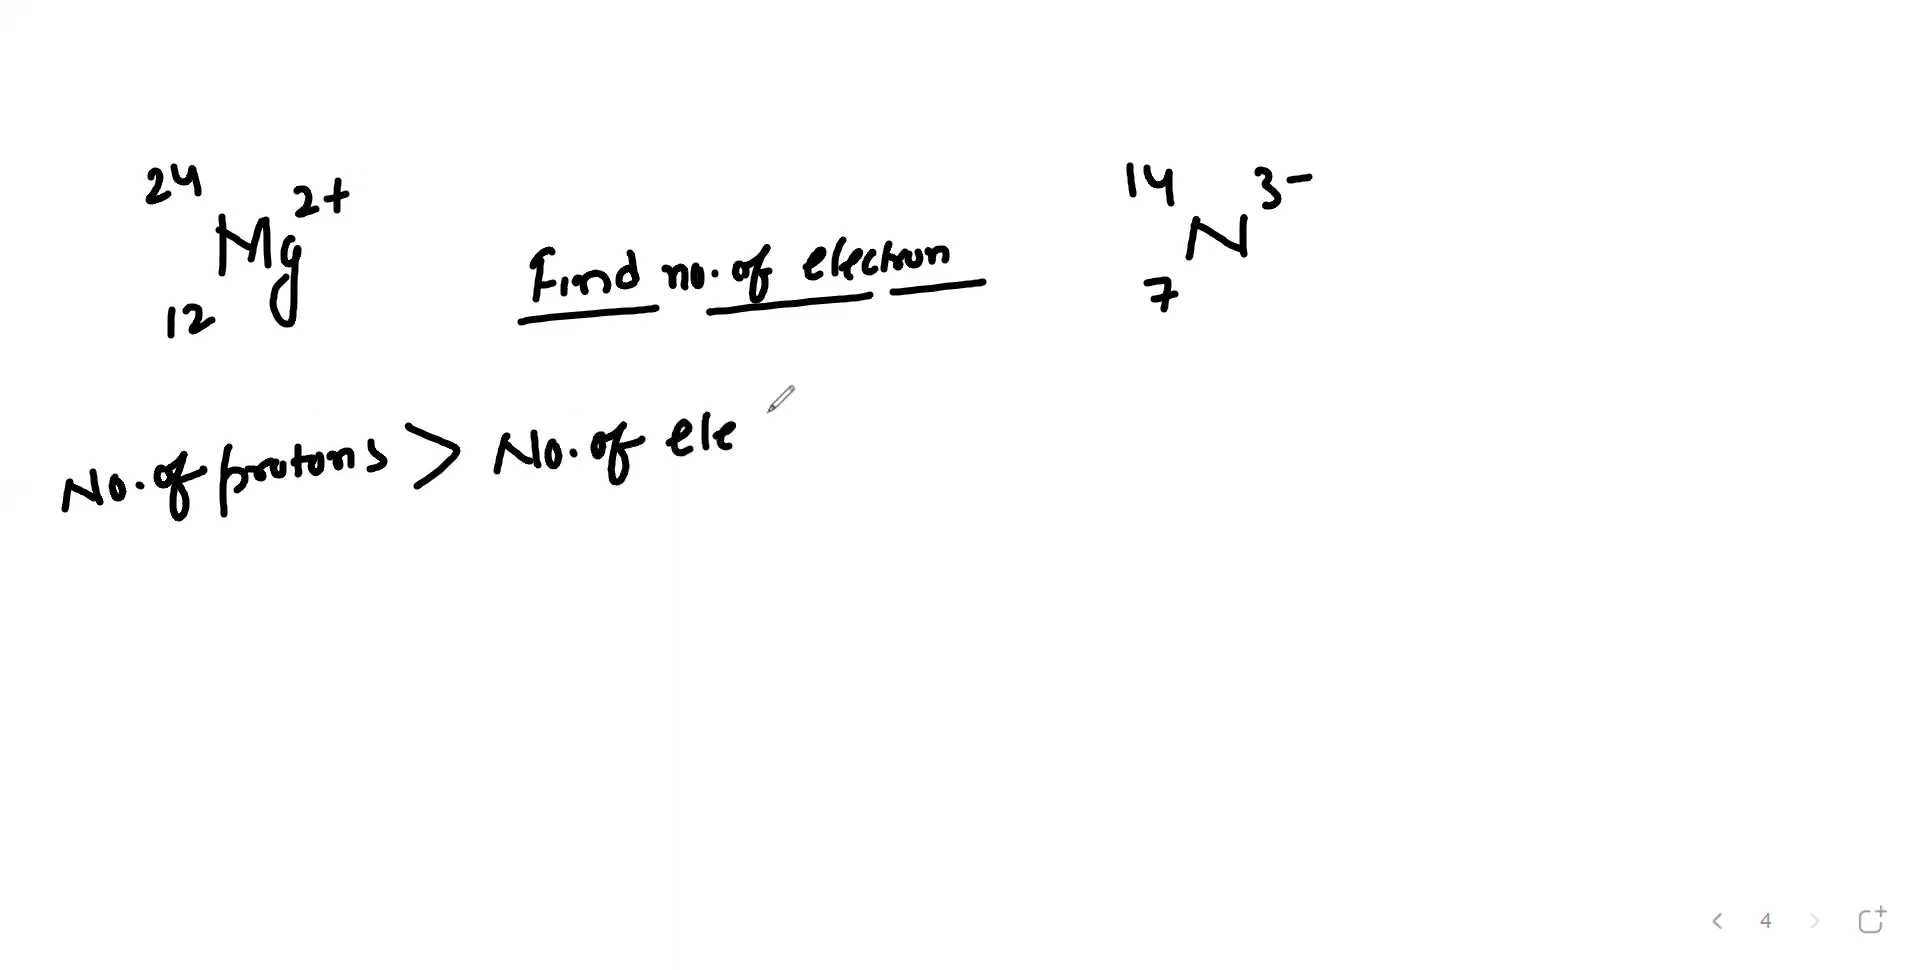 24 Mg 2+
12
Find no. of electron
14 N 3-
7
No. of protons > No. of ele
4